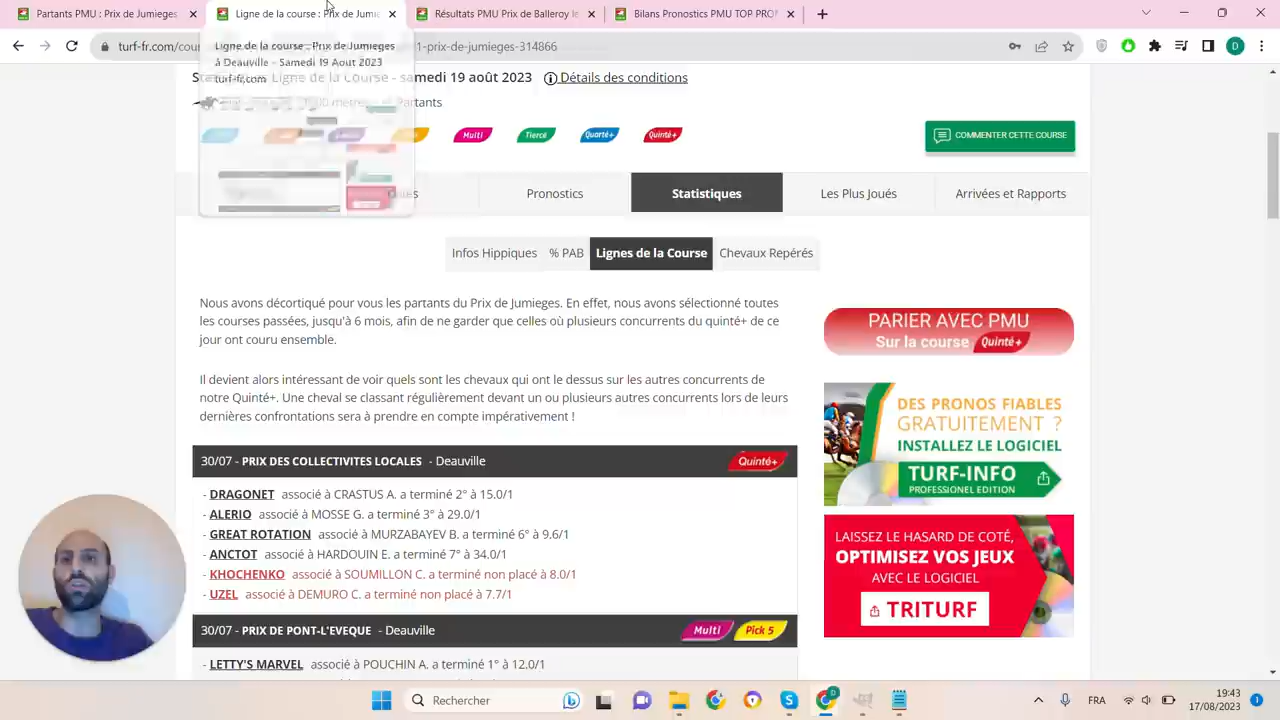 Ligne de la course : Prix de Jumi
Résultats PMU Prix de Balleroy le
Bilans Pronostics PMU TOP PRO
turf-fr.com/cou
1-prix-de-jumieges-314866
D
Ligne de la course : Prix de Jumieges
à Deauville - Samedi 19 Août 2023
turf-fr.com
Ligne de la Course - samedi 19 août 2023 Détails des conditions
mètres
Partants
Multi
Tiercé
Quarté+
Quinté+
COMMENTER CETTE COURSE
Pronostics
Statistiques
Les Plus Joués
Arrivées et Rapports
Infos Hippiques
% PAB
Lignes de la Course
Chevaux Repérés
Nous avons décortiqué pour vous les partants du Prix de Jumieges. En effet, nous avons sélectionné toutes
les courses passées, jusqu'à 6 mois, afin de ne garder que celles où plusieurs concurrents du quinté+ de ce
jour ont couru ensemble.
Il devient alors intéressant de voir quels sont les chevaux qui ont le dessus sur les autres concurrents de
notre Quinté+. Une cheval se classant régulièrement devant un ou plusieurs autres concurrents lors de leurs
dernières confrontations sera à prendre en compte impérativement !
30/07 - PRIX DES COLLECTIVITES LOCALES - Deauville Quinté+
- DRAGONET associé à CRASTUS A. a terminé 2° à 15.0/1
- ALERIO associé à MOSSE G. a terminé 3° à 29.0/1
- GREAT ROTATION associé à MURZABAYEV B. a terminé 6° à 9.6/1
- ANCTOT associé à HARDOUIN E. a terminé 7° à 34.0/1
- KHOCHENKO associé à SOUMILLON C. a terminé non placé à 8.0/1
- UZEL associé à DEMURO C. a terminé non placé à 7.7/1
30/07 - PRIX DE PONT-L'EVEQUE - Deauville Multi Pick 5
- LETTY'S MARVEL associé à POUCHIN A. a terminé 1° à 12.0/1
PARIER AVEC PMU
Sur la course Quinté+
DES PRONOS FIABLES
GRATUITEMENT ?
INSTALLEZ LE LOGICIEL
TURF-INFO
PROFESSIONEL EDITION
LAISSEZ LE HASARD DE COTÉ,
OPTIMISEZ VOS JEUX
AVEC LE LOGICIEL
TRITURF
Rechercher
FRA
19:43
17/08/2023